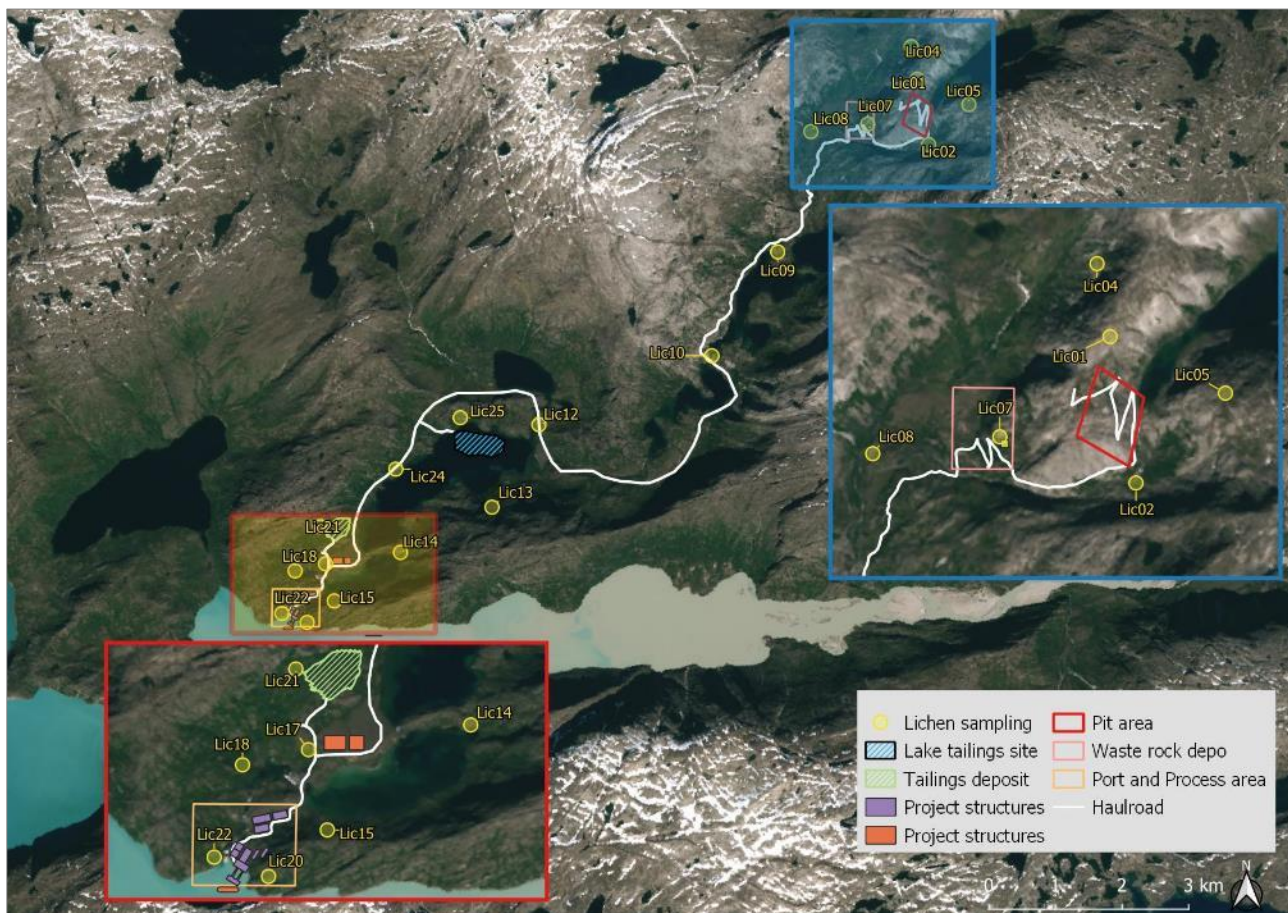 Lic04
Lic01
Lic05
Lic07
Lic08
Lic02
Lic09
Lic04
Lic10
Lic01
Lic05
Lic25
Lic12
Lic07
Lic08
Lic24
Lic13
Lic02
Lic21
Lic14
Lic18
Lic22
Lic15
Lic21
Lic14
Lic17
Lic18
Lic15
Lic22
Lic20
Lichen sampling
Pit area
Lake tailings site
Waste rock depo
Tailings deposit
Port and Process area
Project structures
Haulroad
Project structures
N
0 1 2 3 km